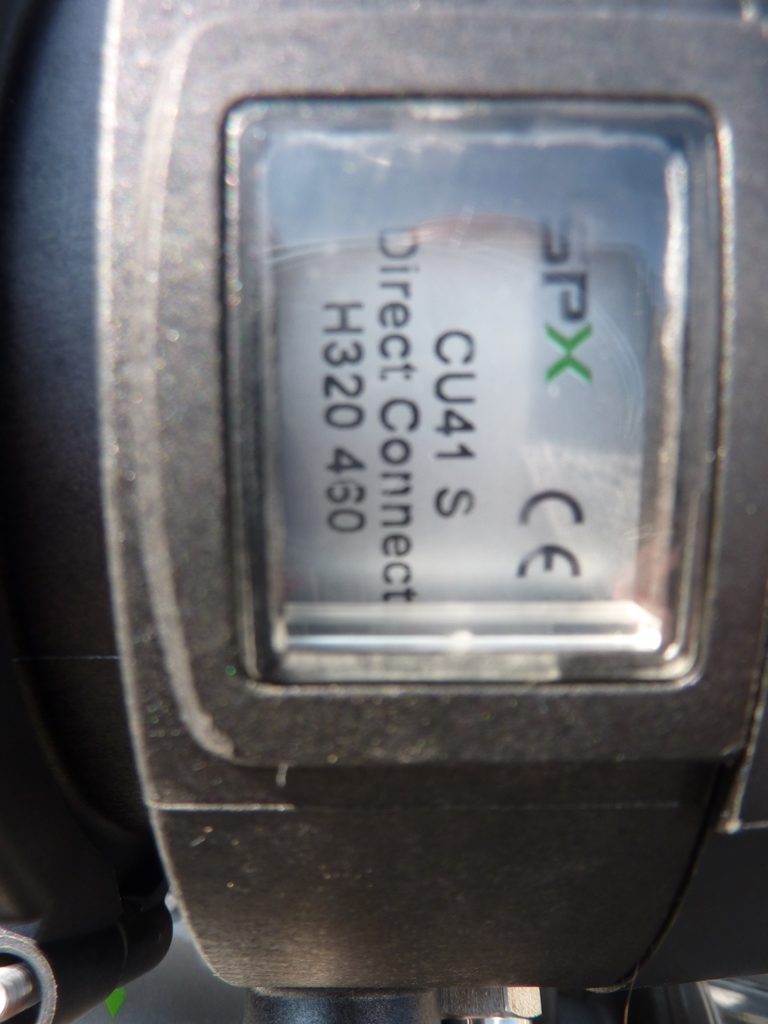 SPX CE
CU41 S
Direct Connect
H320 460